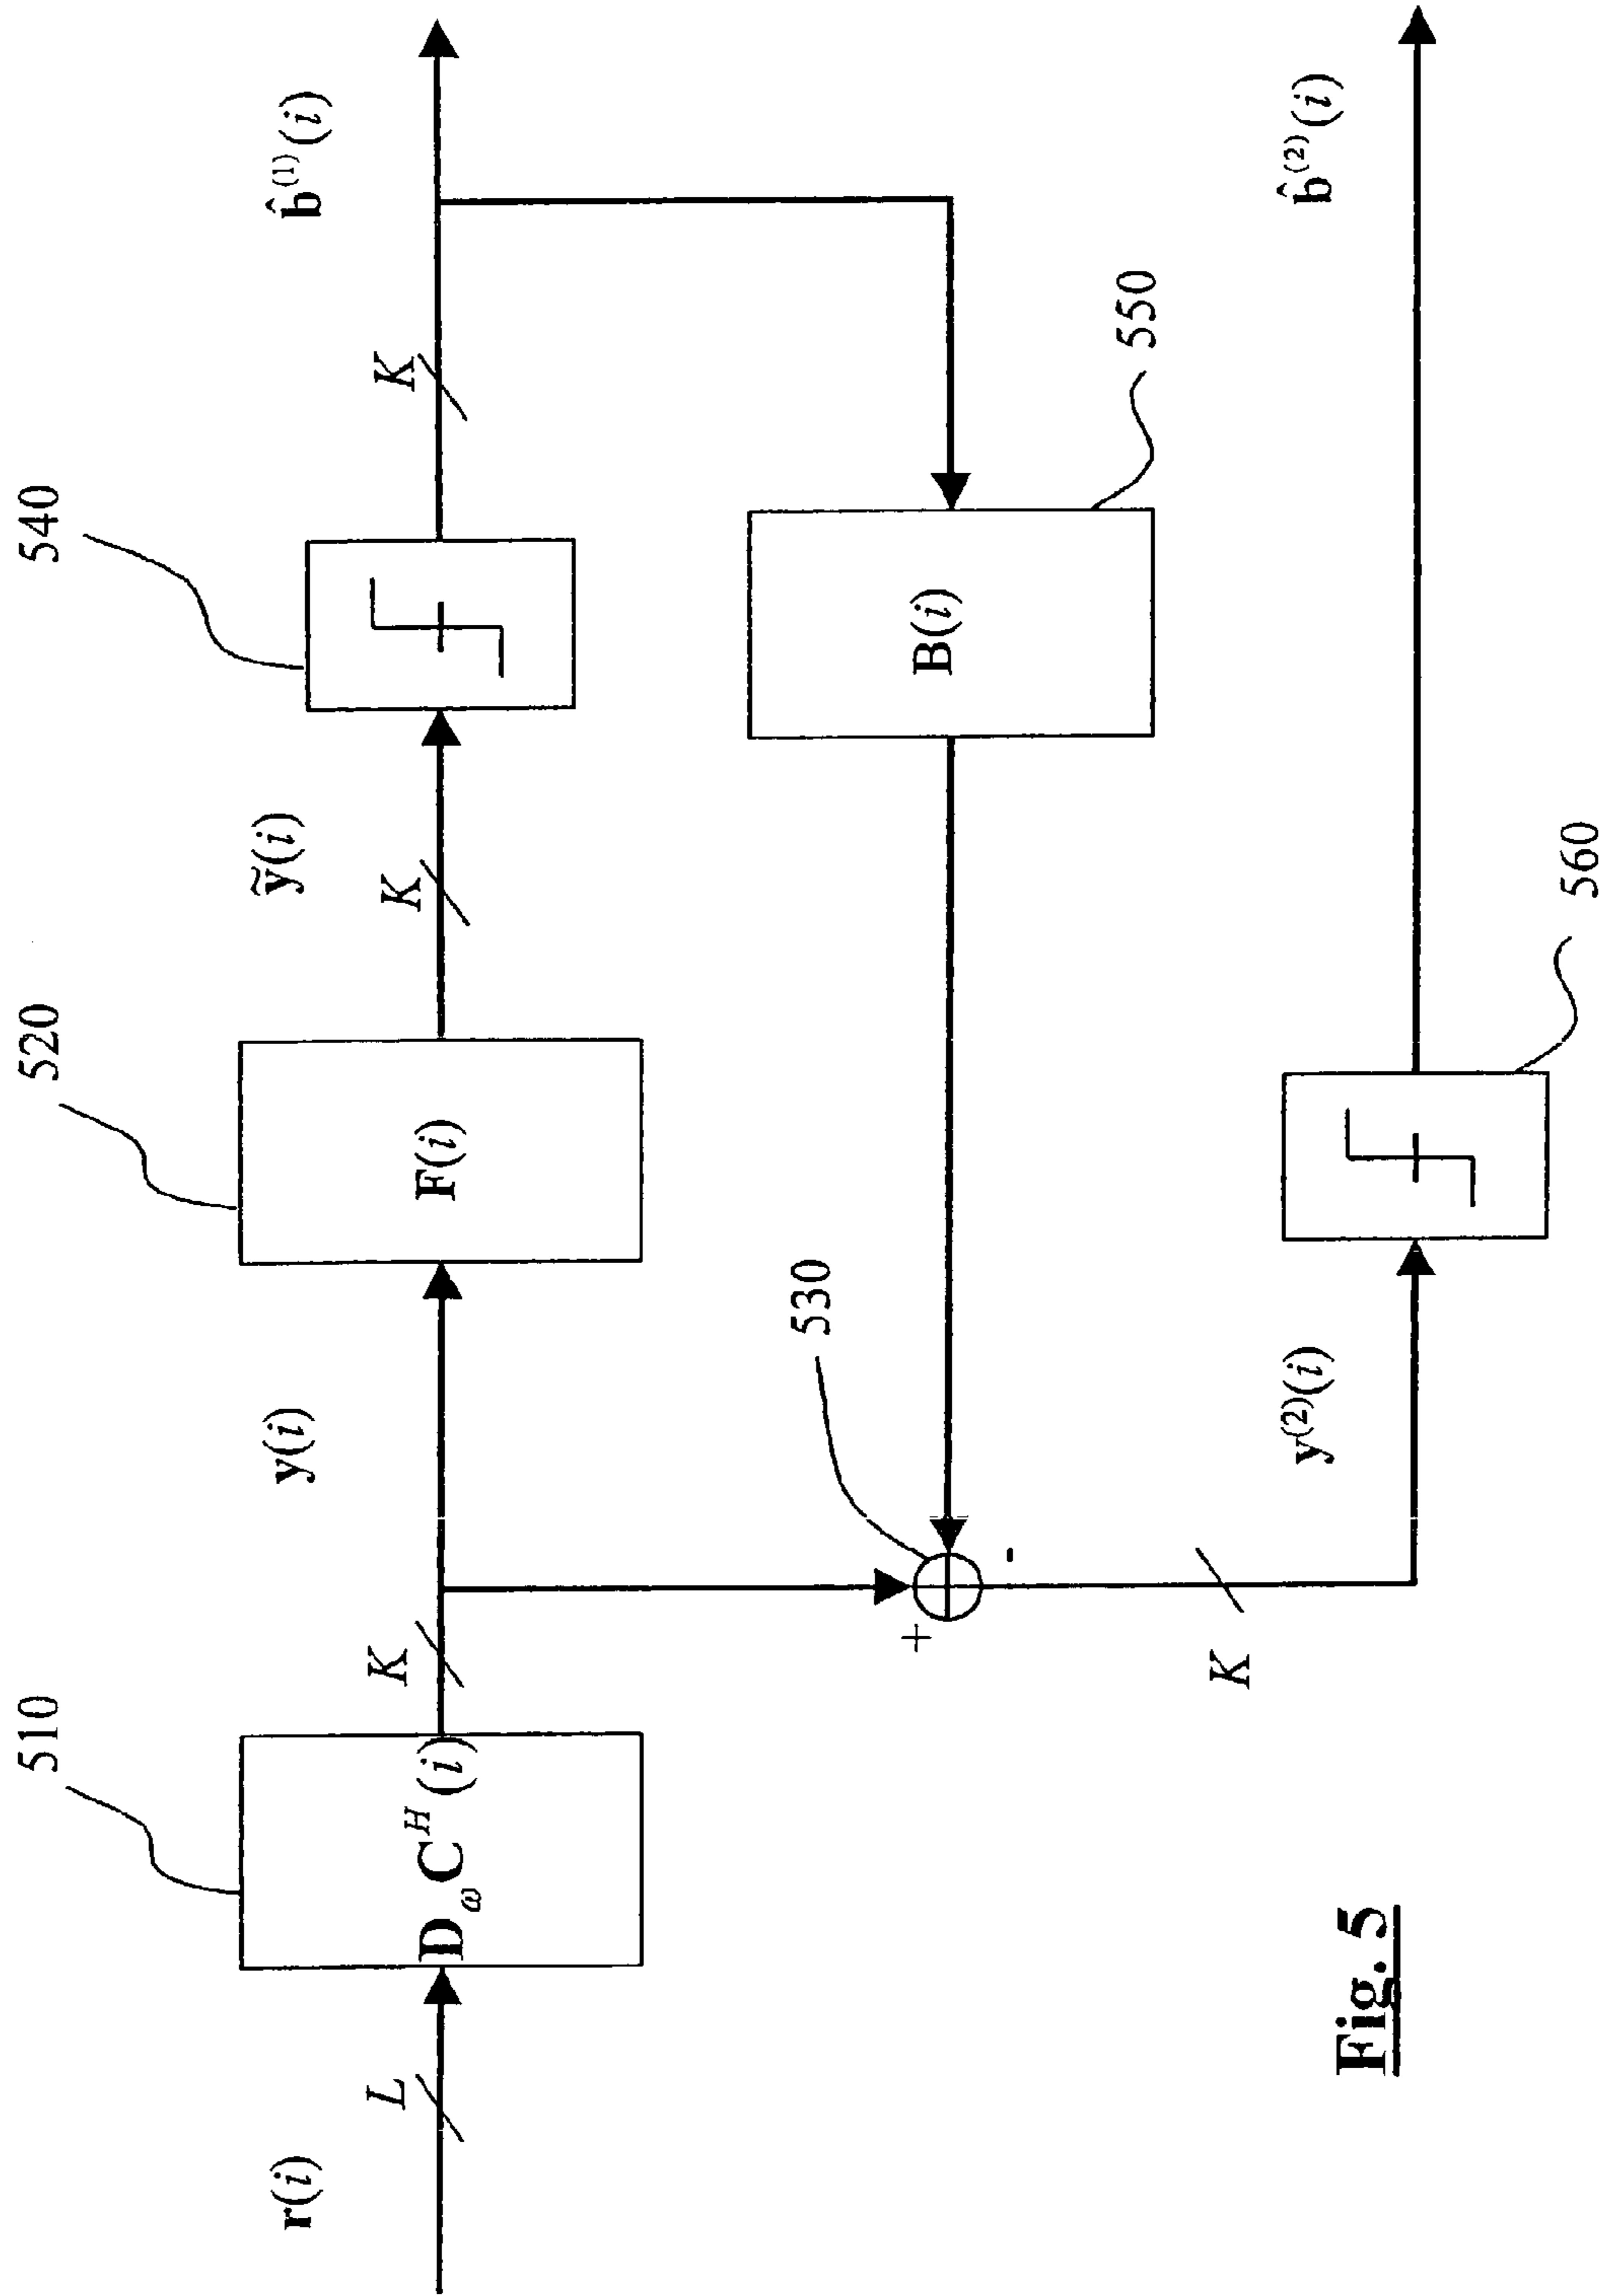 510
520
540
r(i)
L
D_ω C^H (i)
K
y(i)
F(i)
ỹ(i)
K
K
b̂^(1)(i)
530
+
-
B(i)
550
K
y^(2)(i)
560
b̂^(2)(i)
Fig. 5